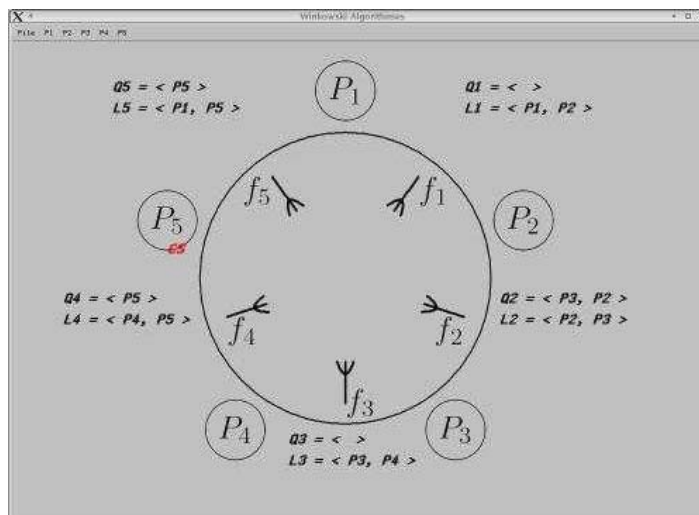 X
Winkowski Algorithmes
File P1 P2 P3 P4 P5
Q5 = < P5 >
L5 = < P1, P5 >
P1
Q1 = < >
L1 = < P1, P2 >
f5
f1
P5
CS
P2
Q4 = < P5 >
L4 = < P4, P5 >
f4
f2
Q2 = < P3, P2 >
L2 = < P2, P3 >
f3
P4
P3
Q3 = < >
L3 = < P3, P4 >